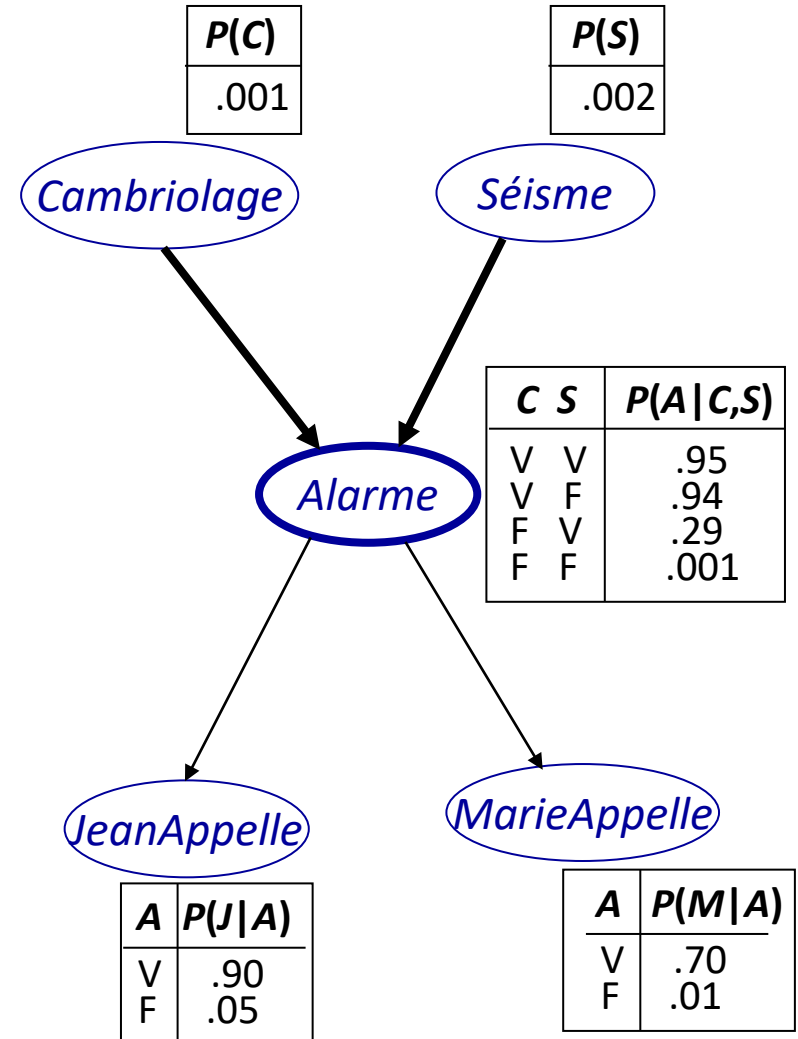 P(C)
.001
P(S)
.002
Cambriolage
Séisme
C S P(A|C,S)
V V .95
V F .94
F V .29
F F .001
Alarme
JeanAppelle
MarieAppelle
A P(J|A)
V .90
F .05
A P(M|A)
V .70
F .01